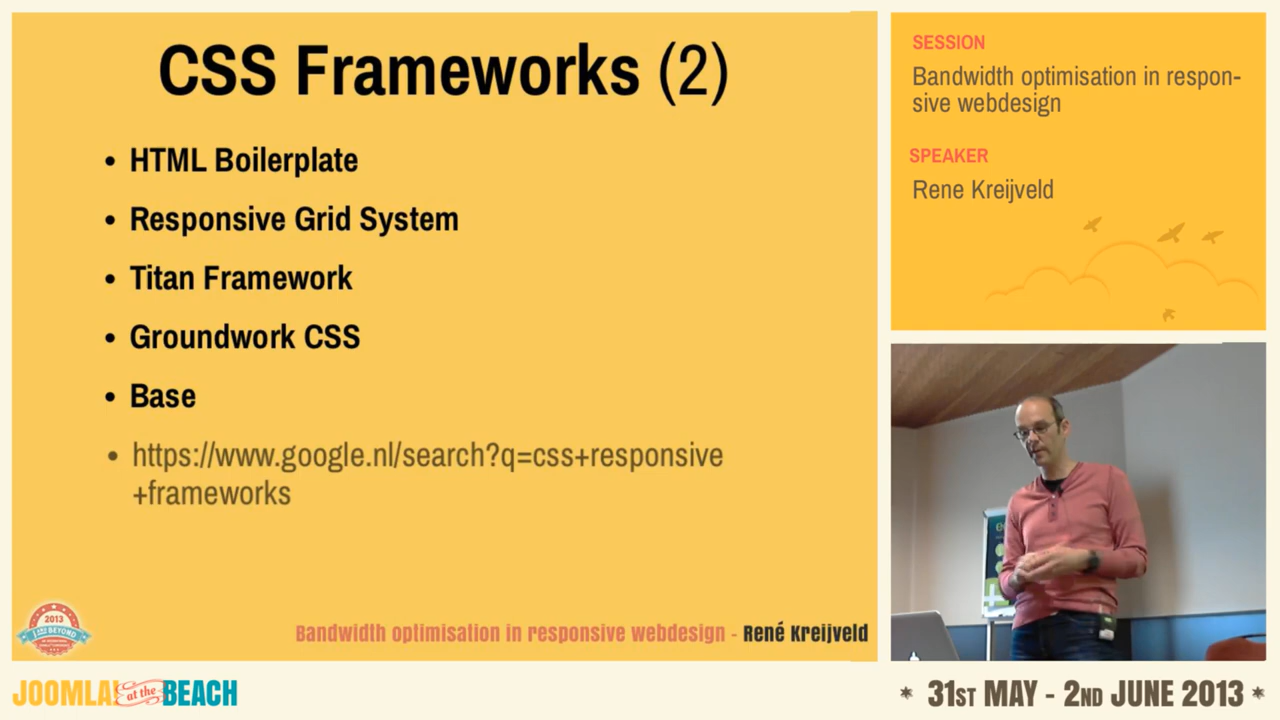 CSS Frameworks (2)
• HTML Boilerplate
• Responsive Grid System
• Titan Framework
• Groundwork CSS
• Base
• https://www.google.nl/search?q=css+responsive
+frameworks
Bandwidth optimisation in responsive webdesign - René Kreijveld
SESSION
Bandwidth optimisation in respon-
sive webdesign
SPEAKER
Rene Kreijveld
2013
BEYOND
JOOMLA! at the BEACH
* 31ST MAY - 2ND JUNE 2013 *